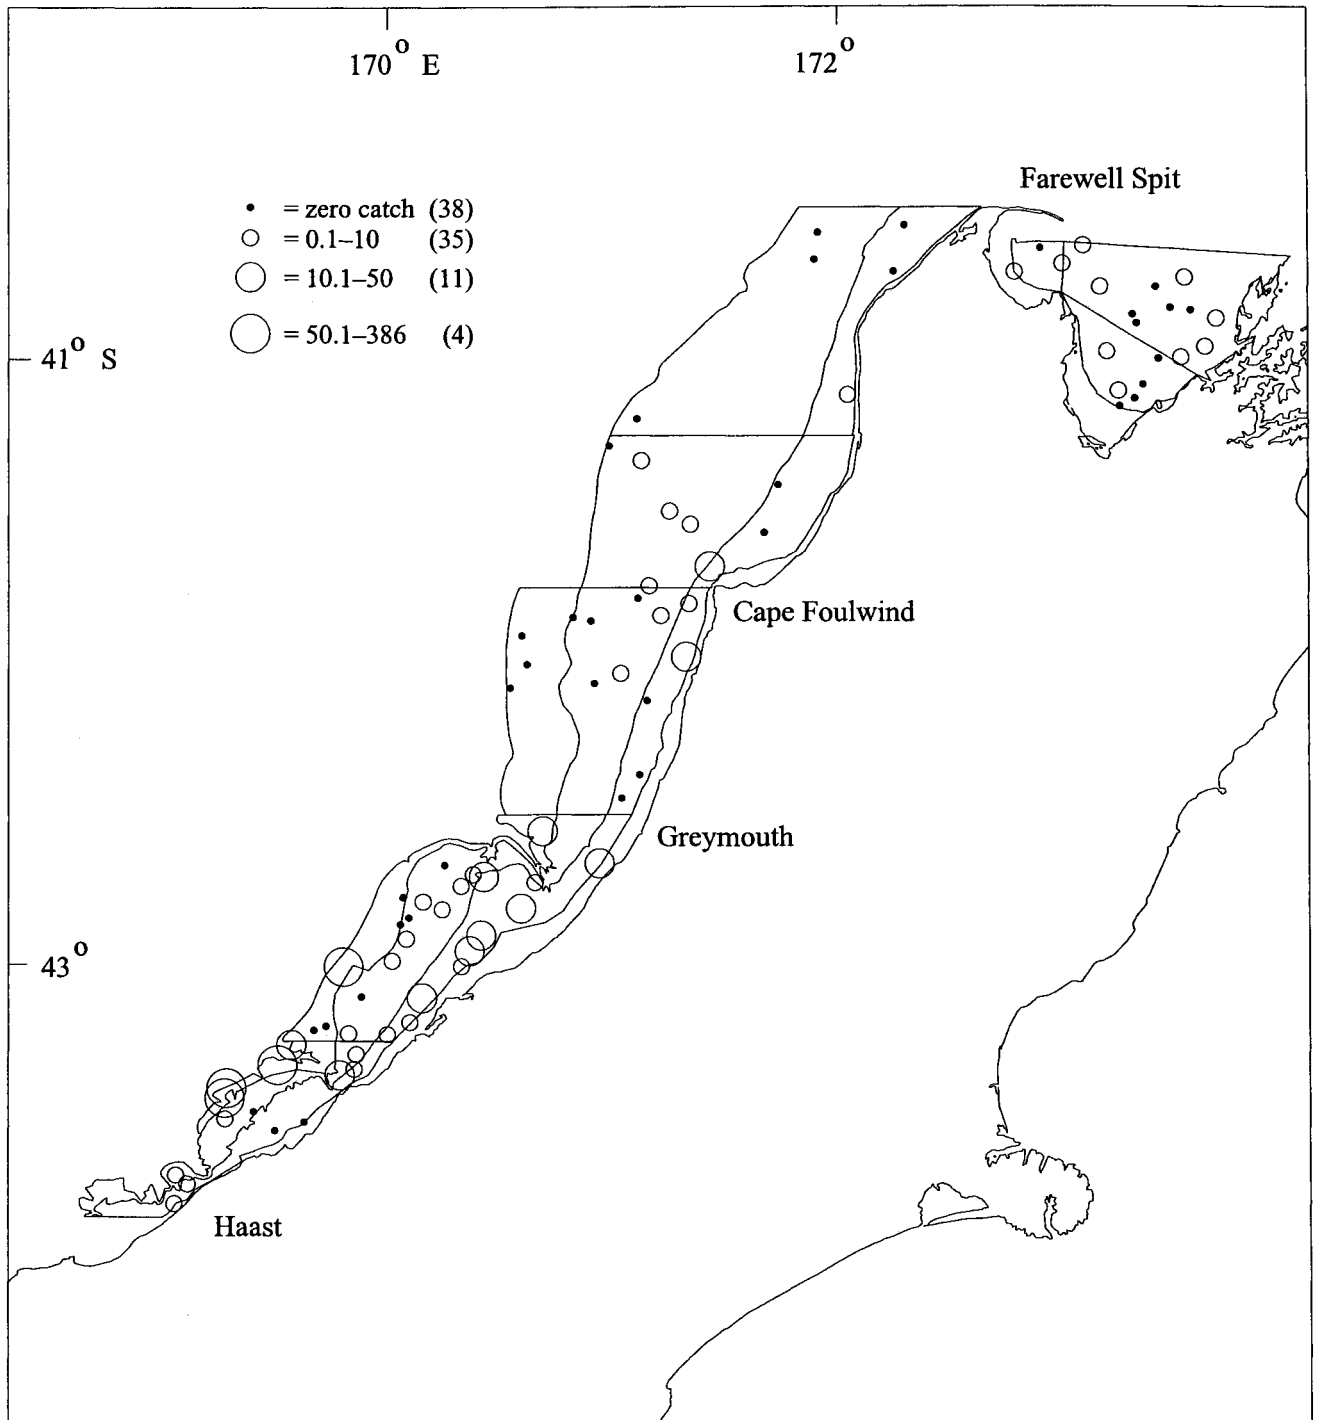 170° E
172°
Farewell Spit
= zero catch (38)
= 0.1–10 (35)
= 10.1–50 (11)
= 50.1–386 (4)
41° S
Cape Foulwind
Greymouth
43°
Haast